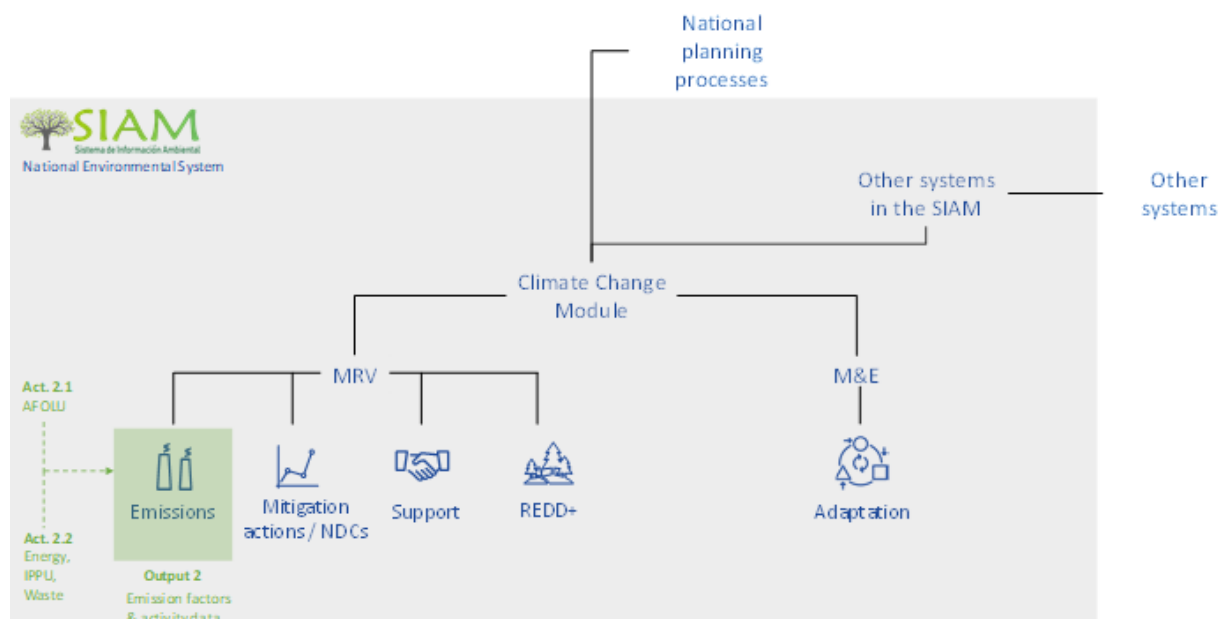 National
planning
processes
SIAM
Sistema de Información Ambiental
National Environmental System
Other systems
in the SIAM
Other
systems
Climate Change
Module
MRV
M&E
Act. 2.1
AFOLU
Emissions
Mitigation
actions / NDCs
Support
REDD+
Adaptation
Act. 2.2
Energy,
IPPU,
Waste
Output 2
Emission factors
& activity data